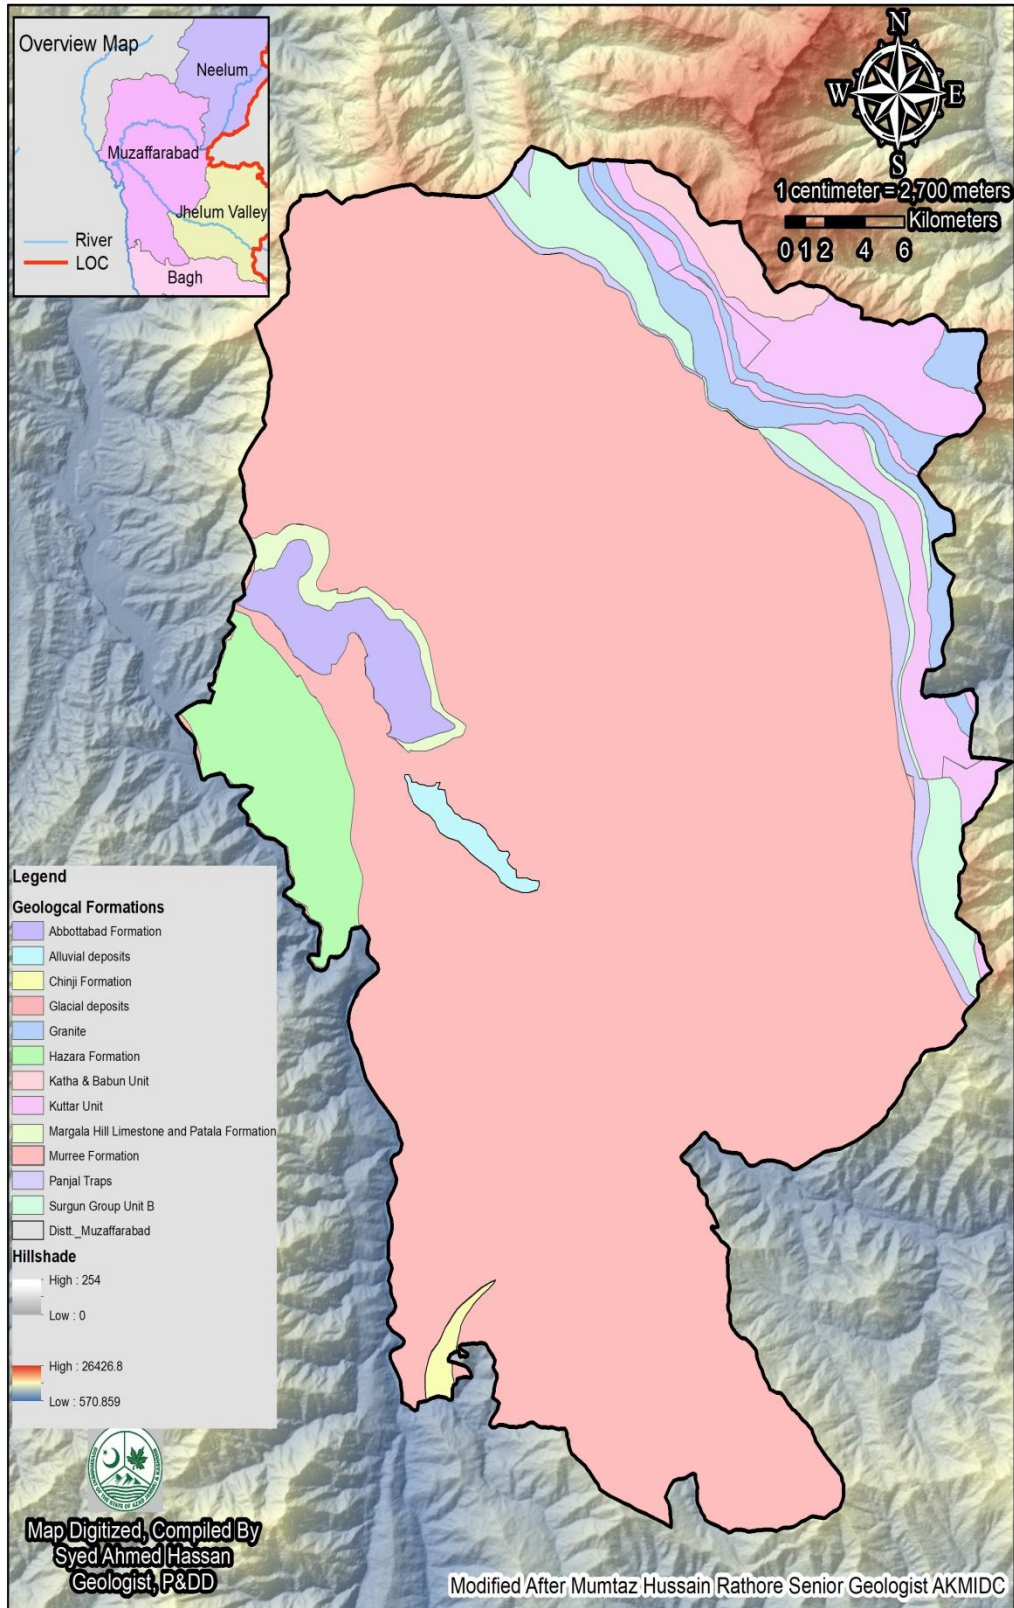 Overview Map
Neelum
Muzaffarabad
Jhelum Valley
River
LOC
Bagh
N
W E
S
1 centimeter = 2,700 meters
Kilometers
0 1 2 4 6
Legend
Geologcal Formations
Abbottabad Formation
Alluvial deposits
Chinji Formation
Glacial deposits
Granite
Hazara Formation
Katha & Babun Unit
Kuttar Unit
Margala Hill Limestone and Patala Formation
Murree Formation
Panjal Traps
Surgun Group Unit B
Distt._Muzaffarabad
Hillshade
High : 254
Low : 0
High : 26426.8
Low : 570.859
Map Digitized, Compiled By
Syed Ahmed Hassan
Geologist, P&DD
Modified After Mumtaz Hussain Rathore Senior Geologist AKMIDC